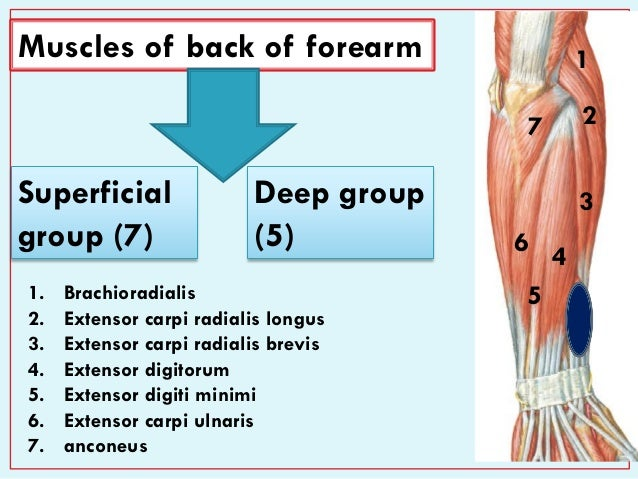 Muscles of back of forearm
Superficial
group (7)
Deep group
(5)
1. Brachioradialis
2. Extensor carpi radialis longus
3. Extensor carpi radialis brevis
4. Extensor digitorum
5. Extensor digiti minimi
6. Extensor carpi ulnaris
7. anconeus
1
2
7
3
6
4
5